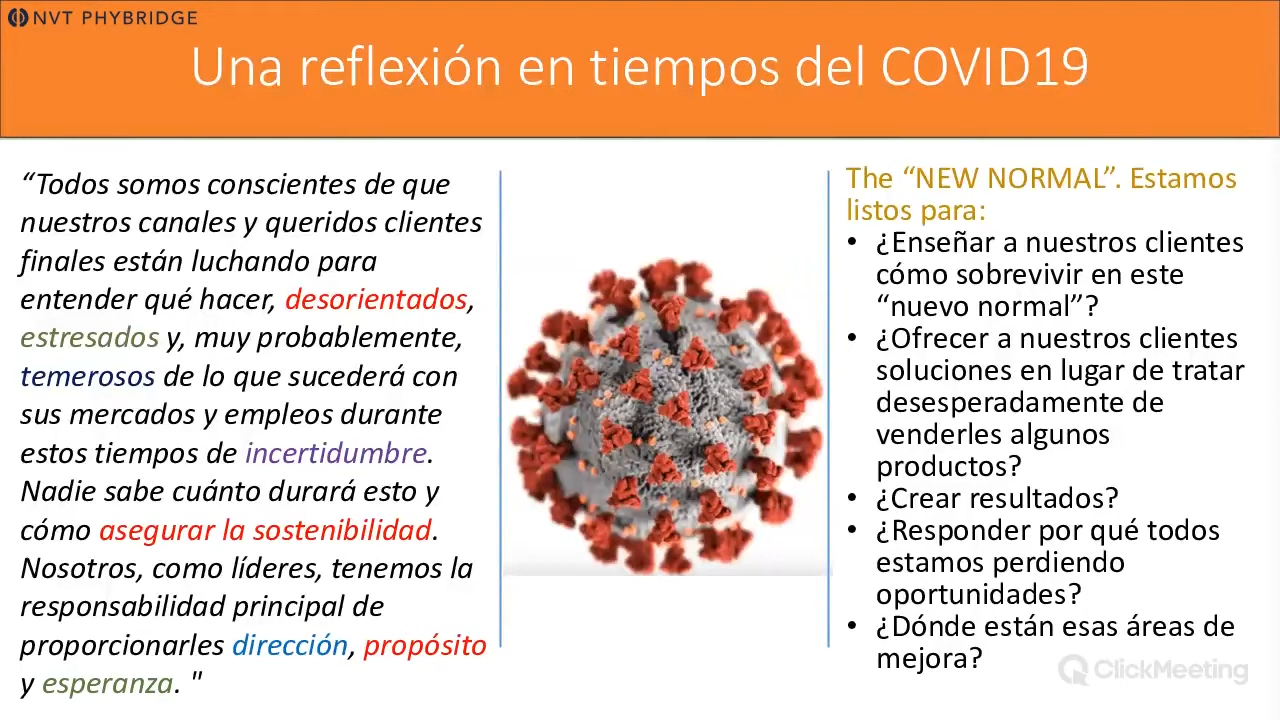 NVT PHYBRIDGE
Una reflexión en tiempos del COVID19
“Todos somos conscientes de que
nuestros canales y queridos clientes
finales están luchando para
entender qué hacer, desorientados,
estresados y, muy probablemente,
temerosos de lo que sucederá con
sus mercados y empleos durante
estos tiempos de incertidumbre.
Nadie sabe cuánto durará esto y
cómo asegurar la sostenibilidad.
Nosotros, como líderes, tenemos la
responsabilidad principal de
proporcionarles dirección, propósito
y esperanza. "
The “NEW NORMAL”. Estamos
listos para:
• ¿Enseñar a nuestros clientes
cómo sobrevivir en este
“nuevo normal”?
• ¿Ofrecer a nuestros clientes
soluciones en lugar de tratar
desesperadamente de
venderles algunos
productos?
• ¿Crear resultados?
• ¿Responder por qué todos
estamos perdiendo
oportunidades?
• ¿Dónde están esas áreas de
mejora?
ClickMeeting